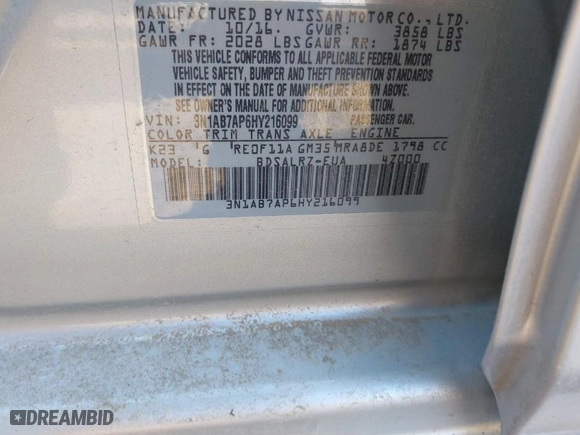 MANUFACTURED BY NISSAN MOTOR CO., LTD.
DATE: 10/16 GVWR: 3858 LBS
GAWR FR: 2028 LBS GAWR RR: 1874 LBS
THIS VEHICLE CONFORMS TO ALL APPLICABLE FEDERAL MOTOR
VEHICLE SAFETY, BUMPER AND THEFT PREVENTION STANDARDS
IN EFFECT ON THE DATE OF MANUFACTURE SHOWN ABOVE.
SEE OWNER'S MANUAL FOR ADDITIONAL INFORMATION.
VIN: 3N1AB7AP6HY216099 PASSENGER CAR.
COLOR TRIM TRANS AXLE ENGINE
K23 G RE0F11A GM35 MRA8DE 1798 CC
MODEL: BDSALRZ-EUA 4Z000
3N1AB7AP6HY216099
DREAMBID